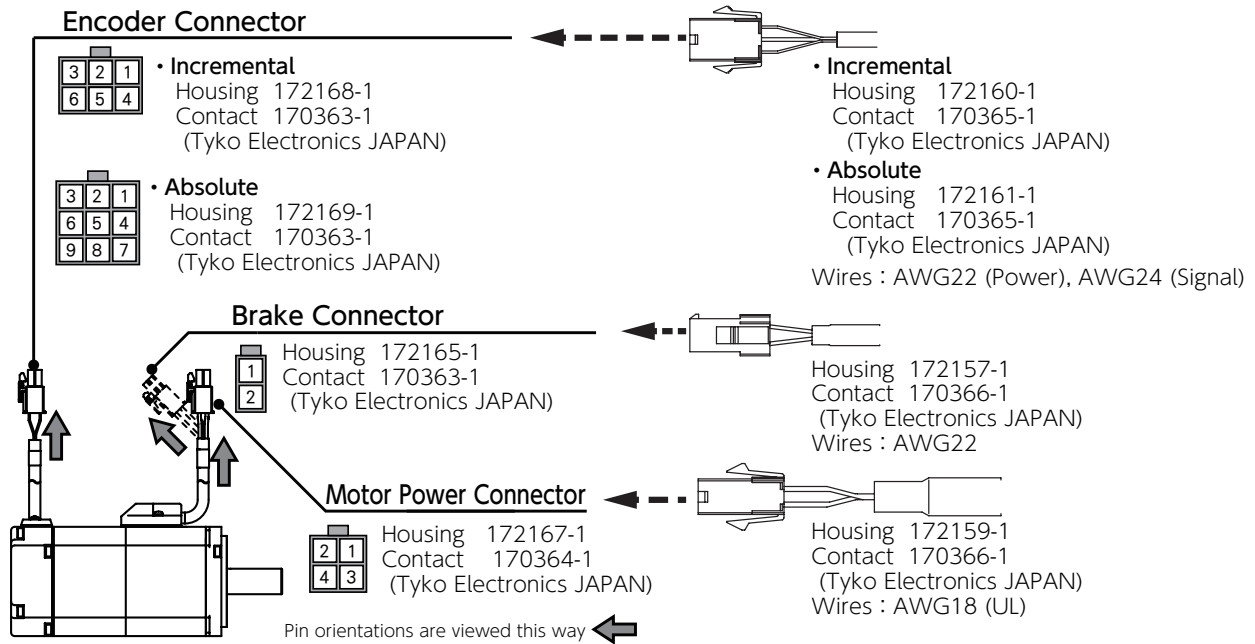 Encoder Connector
3 2 1
6 5 4
・Incremental
Housing 172168-1
Contact 170363-1
(Tyko Electronics JAPAN)
・Incremental
Housing 172160-1
Contact 170365-1
(Tyko Electronics JAPAN)
3 2 1
6 5 4
9 8 7
・Absolute
Housing 172169-1
Contact 170363-1
(Tyko Electronics JAPAN)
・Absolute
Housing 172161-1
Contact 170365-1
(Tyko Electronics JAPAN)
Wires : AWG22 (Power), AWG24 (Signal)
Brake Connector
1
2
Housing 172165-1
Contact 170363-1
(Tyko Electronics JAPAN)
Housing 172157-1
Contact 170366-1
(Tyko Electronics JAPAN)
Wires : AWG22
Motor Power Connector
2 1
4 3
Housing 172167-1
Contact 170364-1
(Tyko Electronics JAPAN)
Housing 172159-1
Contact 170366-1
(Tyko Electronics JAPAN)
Wires : AWG18 (UL)
Pin orientations are viewed this way